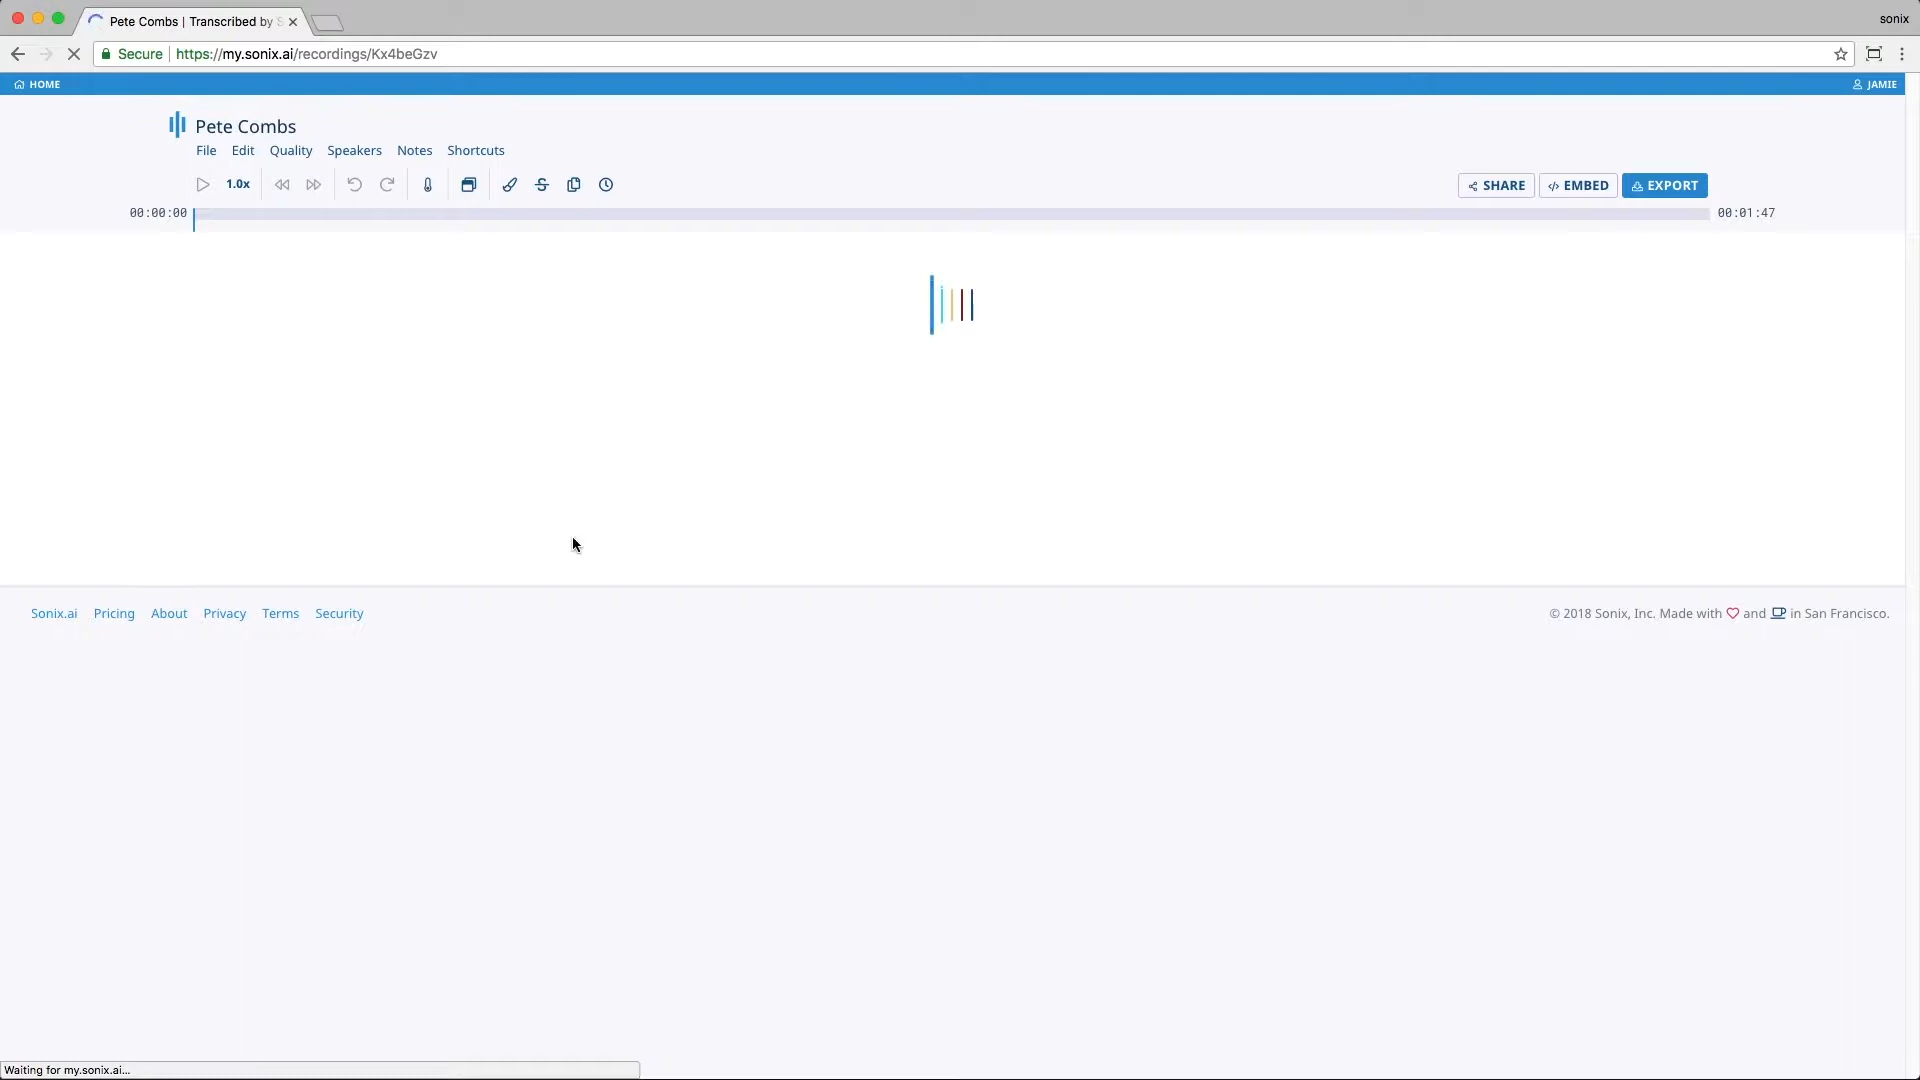 Pete Combs | Transcribed by S
sonix
Secure
https://my.sonix.ai/recordings/Kx4beGzv
HOME
JAMIE
Pete Combs
File Edit Quality Speakers Notes Shortcuts
1.0x
SHARE EMBED EXPORT
00:00:00
00:01:47
Sonix.ai Pricing About Privacy Terms Security
© 2018 Sonix, Inc. Made with and in San Francisco.
Waiting for my.sonix.ai...